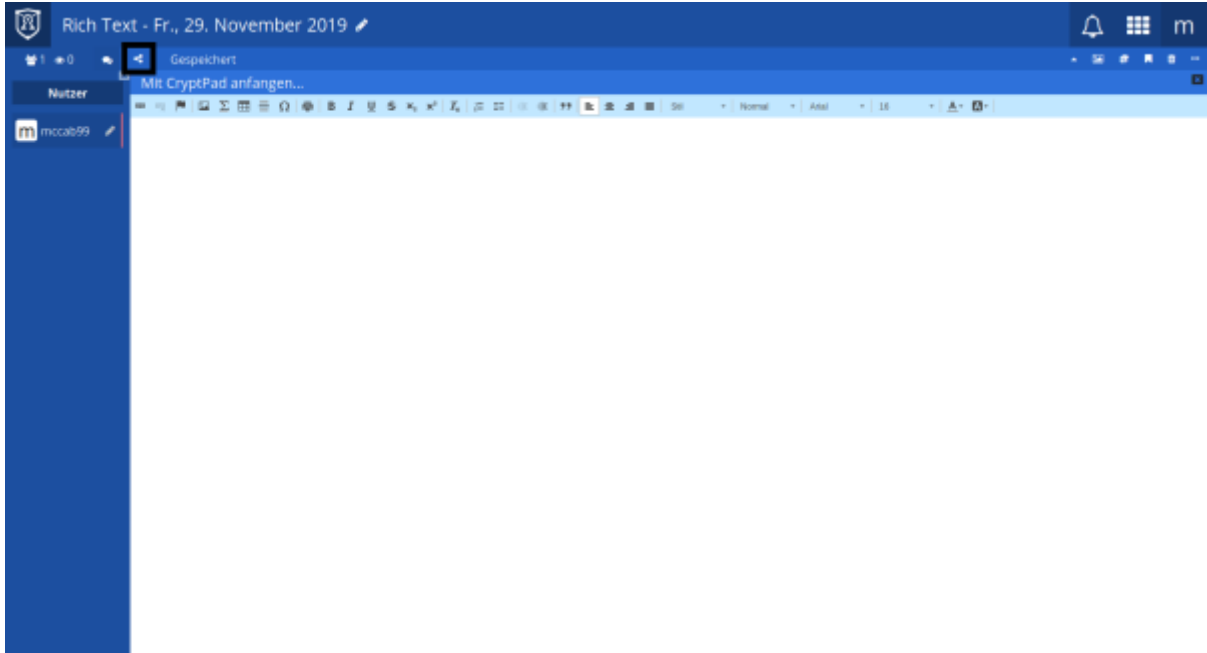 Rich Text - Fr., 29. November 2019
m
1 0 Gespeichert
Mit CryptPad anfangen...
Nutzer
Ω B I U S Normal Arial 16 A A
m mccab99